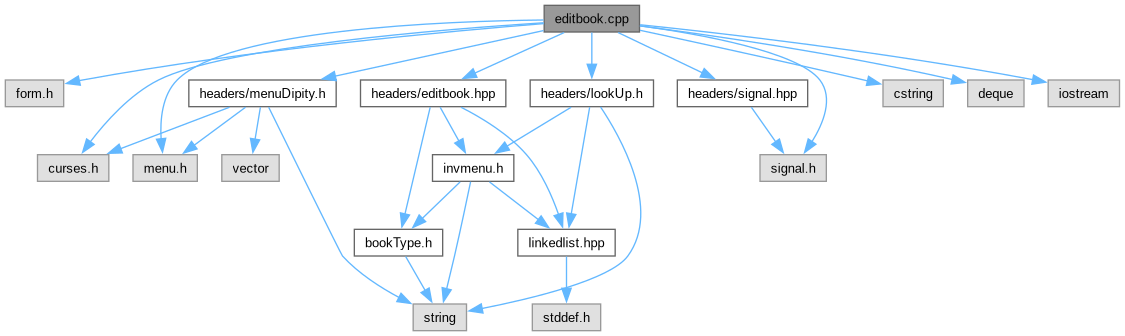 editbook.cpp
form.h
headers/menuDipity.h
headers/editbook.hpp
headers/lookUp.h
headers/signal.hpp
cstring
deque
iostream
curses.h
menu.h
vector
invmenu.h
signal.h
bookType.h
linkedlist.hpp
string
stddef.h